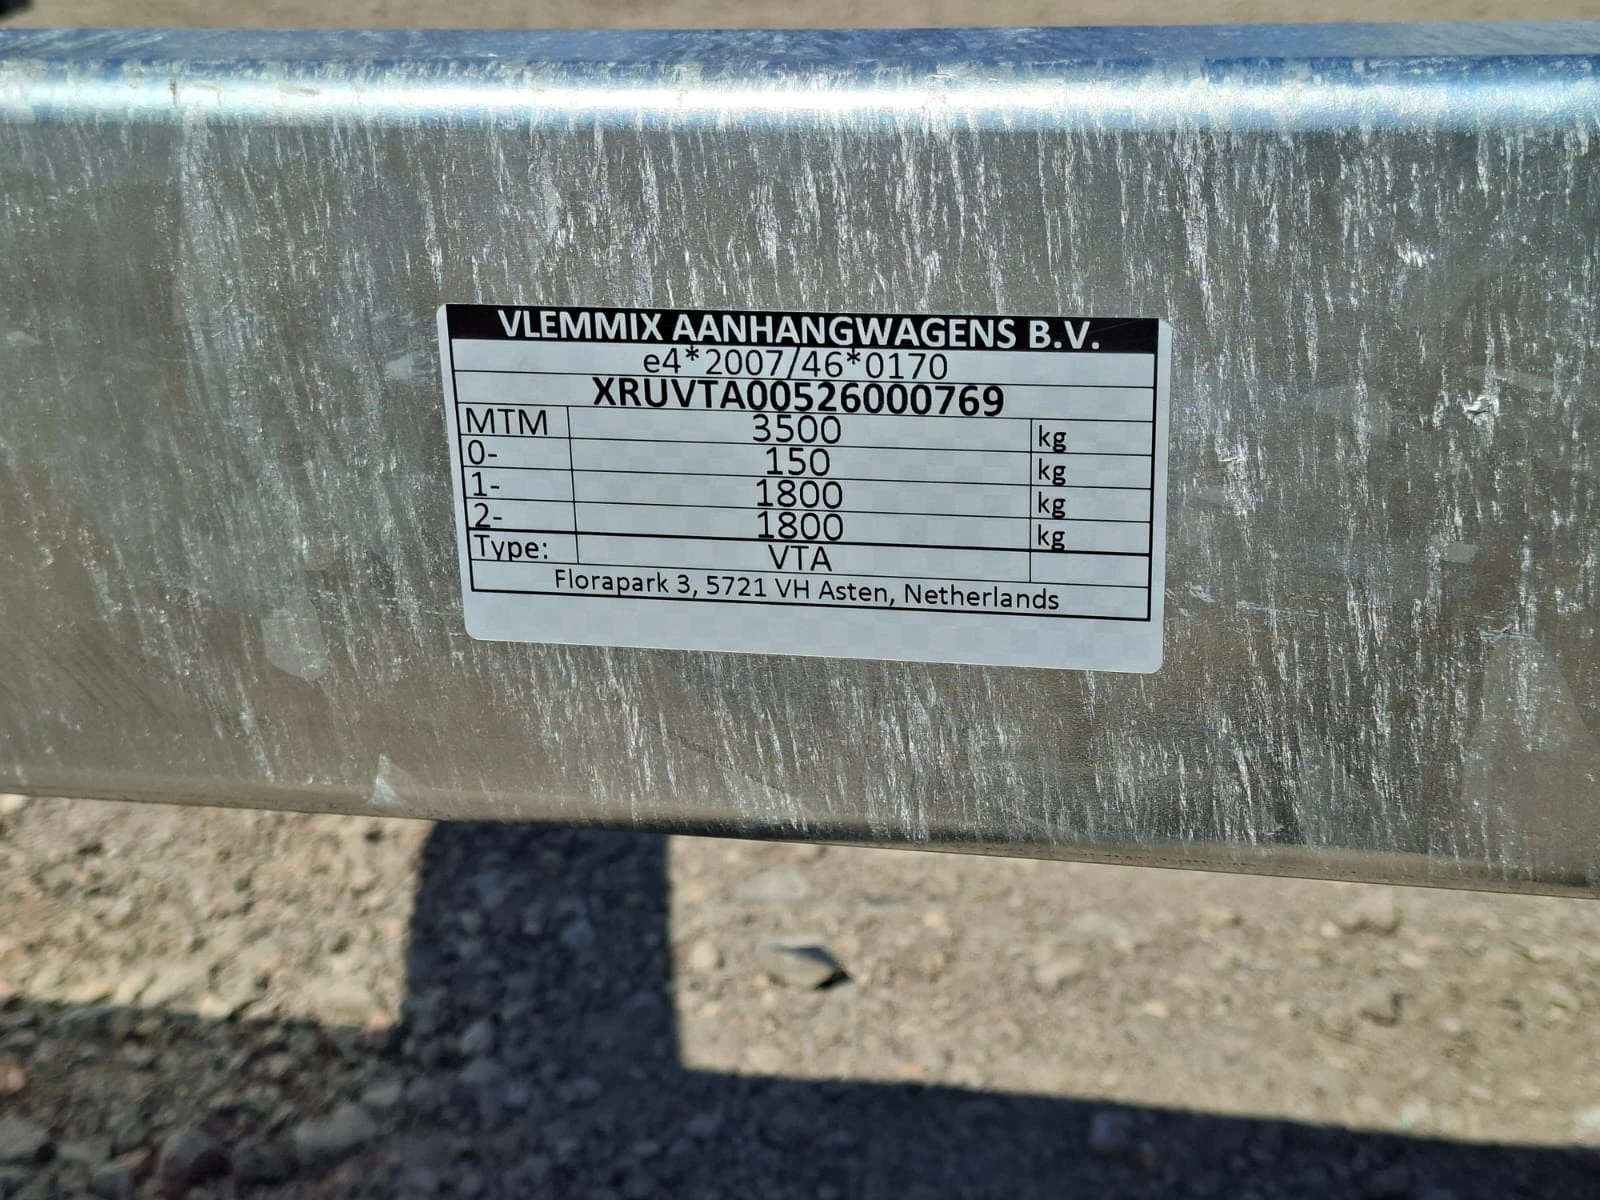 VLEMMIX AANHANGWAGENS B.V.
e4*2007/46*0170
XRUVTA00526000769
MTM 3500 kg
0- 150 kg
1- 1800 kg
2- 1800 kg
Type: VTA
Florapark 3, 5721 VH Asten, Netherlands